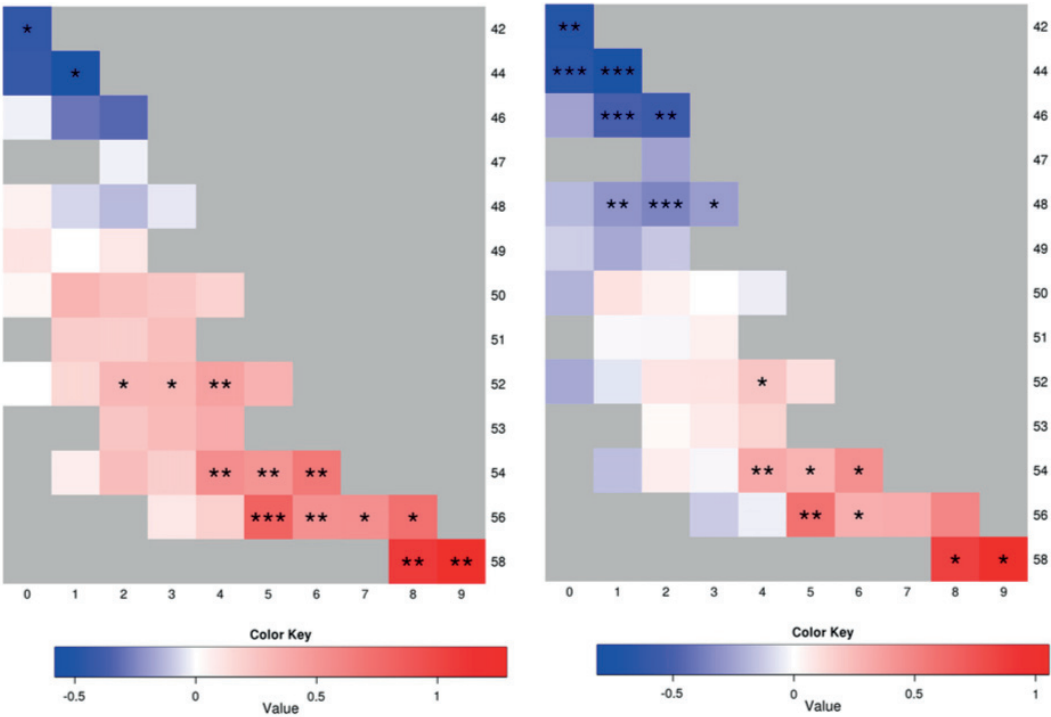 * 42
* 44
46
47
48
49
50
51
* * ** 52
53
** ** ** 54
*** ** * * 56
** ** 58
0 1 2 3 4 5 6 7 8 9
Color Key
-0.5 0 0.5 1
Value
** 42
*** *** 44
*** ** 46
47
** *** * 48
49
50
51
* 52
53
** * * 54
** * 56
* * 58
0 1 2 3 4 5 6 7 8 9
Color Key
-0.5 0 0.5 1
Value